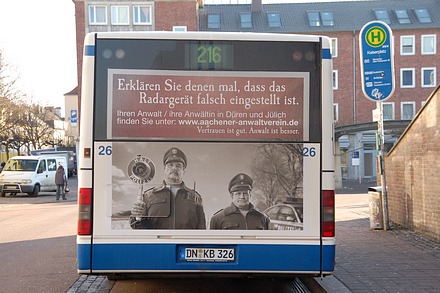 216
Erklären Sie denen mal, dass das
Radargerät falsch eingestellt ist.
Ihren Anwalt / ihre Anwältin in Düren und Jülich
finden Sie unter: www.aachener-anwaltverein.de
Vertrauen ist gut. Anwalt ist besser.
26
26
DN KB 326
H
Kaiserplatz
P